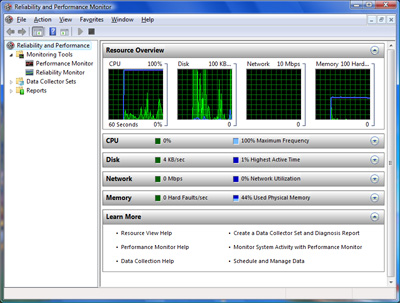 Reliability and Performance Monitor
File Action View Favorites Window Help
Reliability and Performance
Monitoring Tools
Performance Monitor
Reliability Monitor
Data Collector Sets
Reports
Resource Overview
CPU 100% Disk 100 KB... Network 10 Mbps Memory 100 Hard...
60 Seconds 0% 0 0 0
CPU 0% 100% Maximum Frequency
Disk 4 KB/sec 1% Highest Active Time
Network 0 Mbps 0% Network Utilization
Memory 0 Hard Faults/sec 44% Used Physical Memory
Learn More
Resource View Help Create a Data Collector Set and Diagnosis Report
Performance Monitor Help Monitor System Activity with Performance Monitor
Data Collection Help Schedule and Manage Data